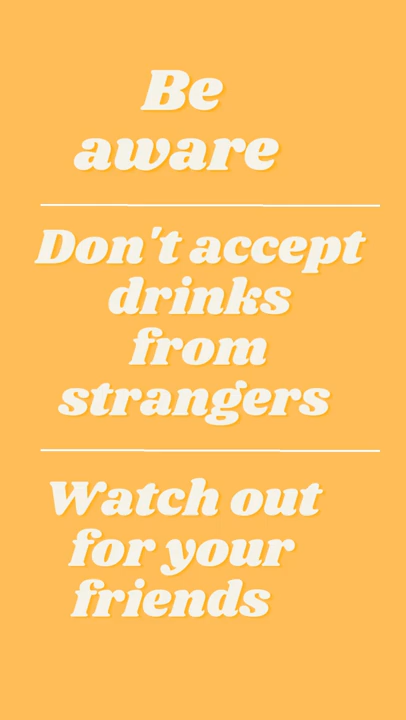 Be
aware
Don't accept
drinks
from
strangers
Watch out
for your
friends